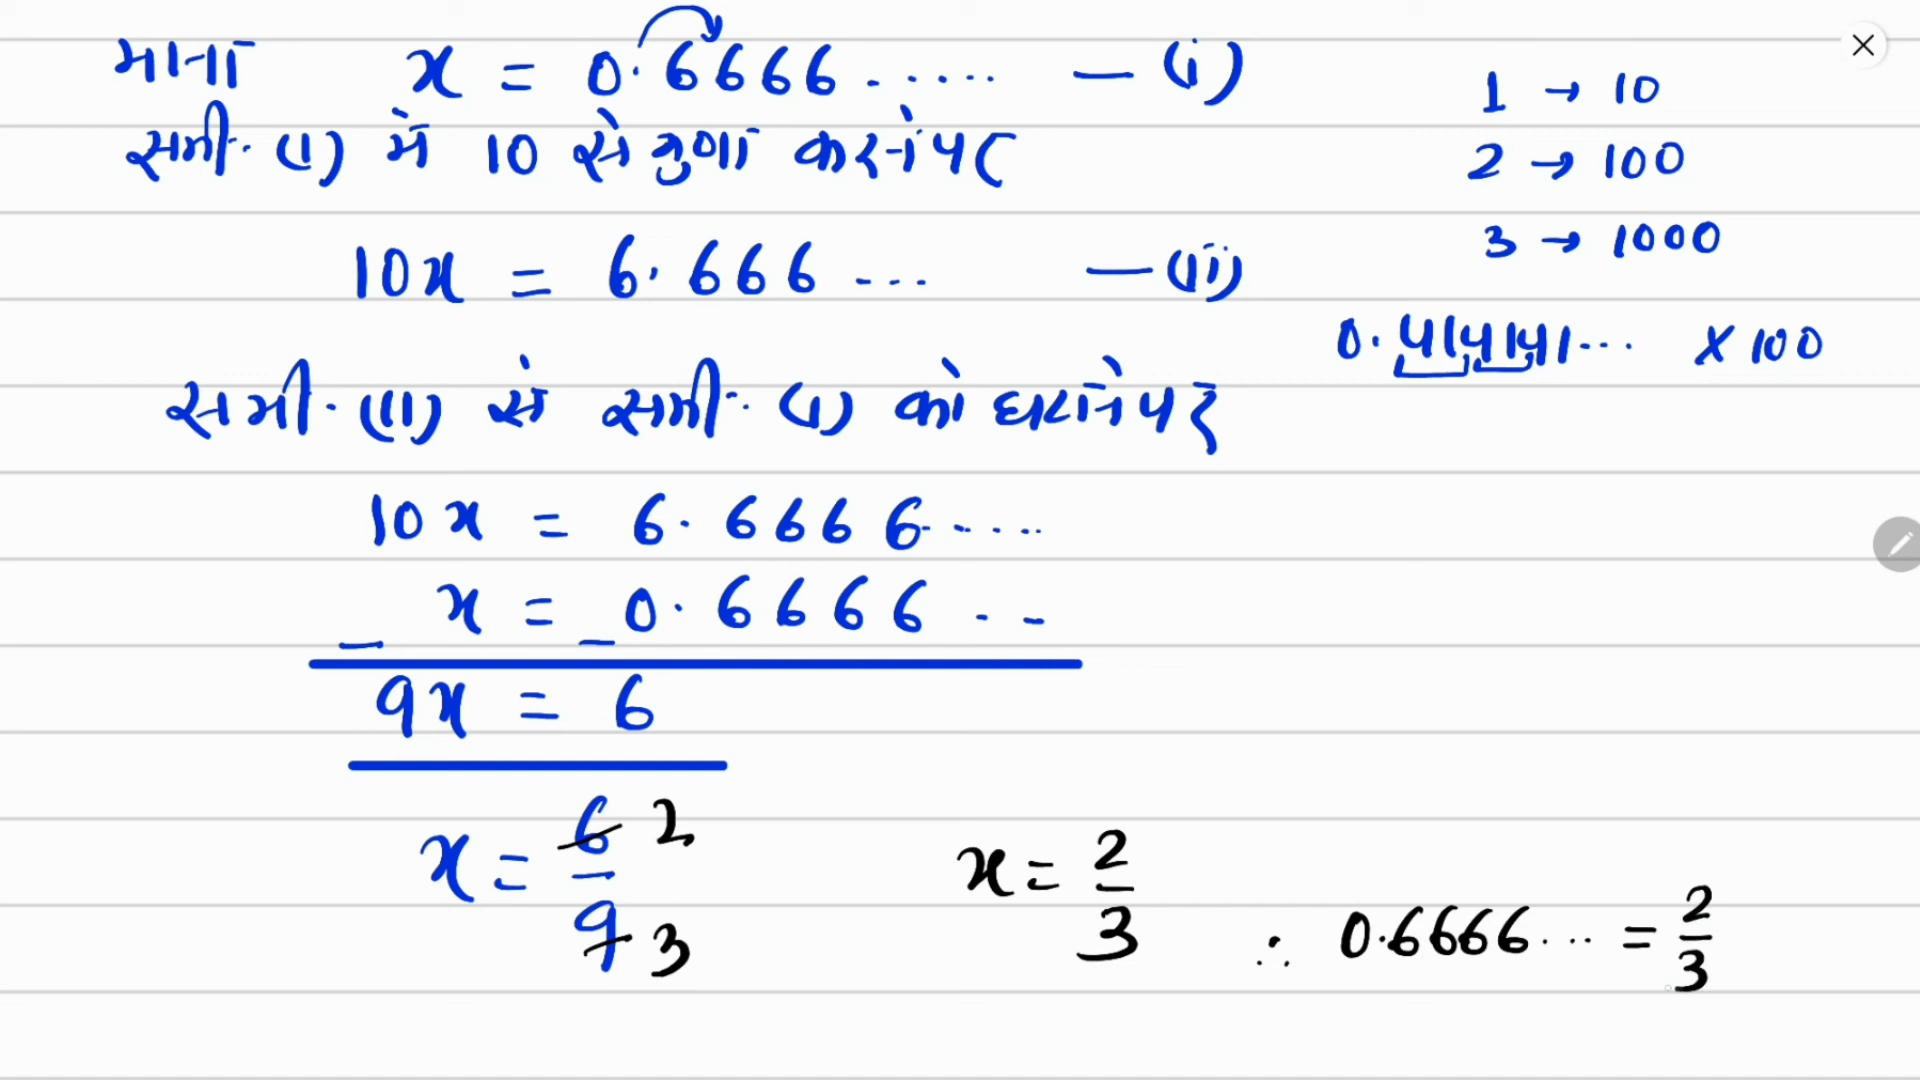 माना x = 0.6666...... — (i)
समी. (i) में 10 से गुणा करने पर
10x = 6.666... — (ii)
समी. (ii) से समी. (i) को घटाने पर
10x = 6.6666.....
x = 0.6666..
– –
9x = 6
x = 6/9 2 3
x = 2/3
∴ 0.6666... = 2/3
1 → 10
2 → 100
3 → 1000
0.414141... × 100